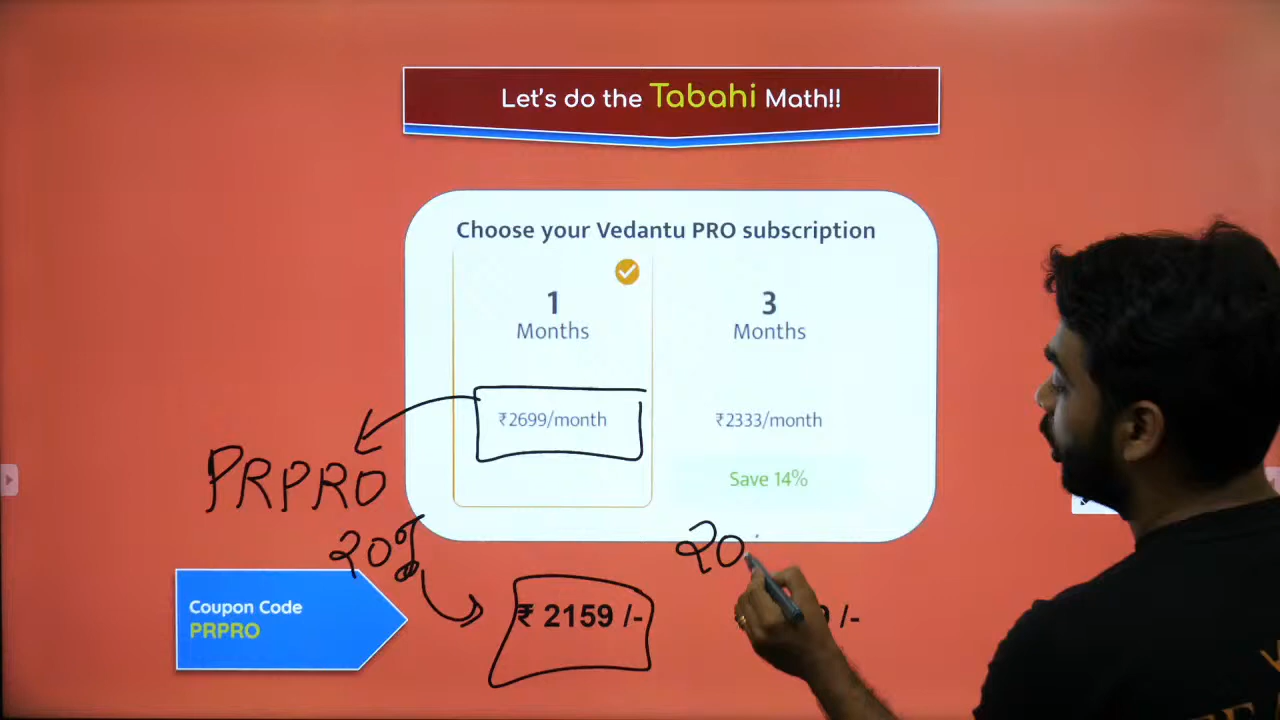 Let's do the Tabahi Math!!
Choose your Vedantu PRO subscription
1
Months
₹2699/month
3
Months
₹2333/month
Save 14%
PRPRO
20%
20
Coupon Code
PRPRO
₹ 2159 /-
/-